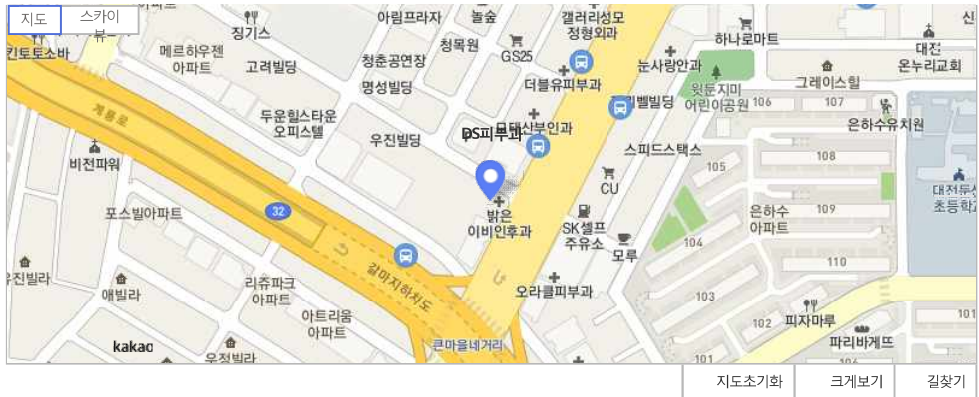 지도
스카이
뷰
아파트
징기스
아림프라자
놀숲
갤러리성모
정형외과
하나로마트
신
킨토토소바
메르하우젠
아파트
고려빌딩
청춘공연장
청목원
GS25
눈사랑안과
대전
온누리교회
명성빌딩
더블유피부과
윗둔지미
어린이공원
그레이스힐
벨빌딩
106
107
계룡로
두운힐스타운
오피스텔
우진빌딩
DS피부과
산부인과
은하수유치원
스피드스택스
비전파워
105
108
CU
대전둔산
초등학교
포스빌아파트
32
밝은
이비인후과
SK셀프
주유소
모루
은하수
아파트
109
104
110
유진빌라
애빌라
리쥬파크
아파트
갈마지하차도
오라클피부과
103
아트리움
아파트
102
피자마루
101
kakao
우정빌라
큰마을네거리
파리바게뜨
101
106
지도초기화
크게보기
길찾기